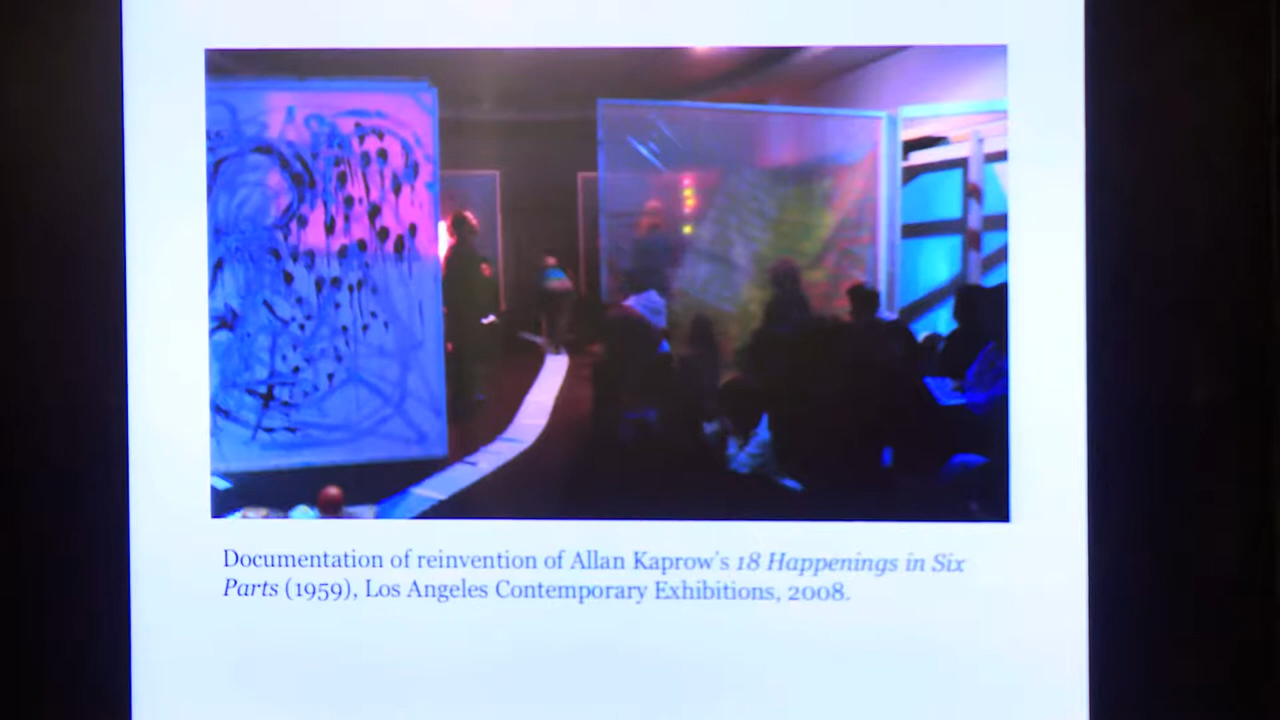 Documentation of reinvention of Allan Kaprow's 18 Happenings in Six
Parts (1959), Los Angeles Contemporary Exhibitions, 2008.